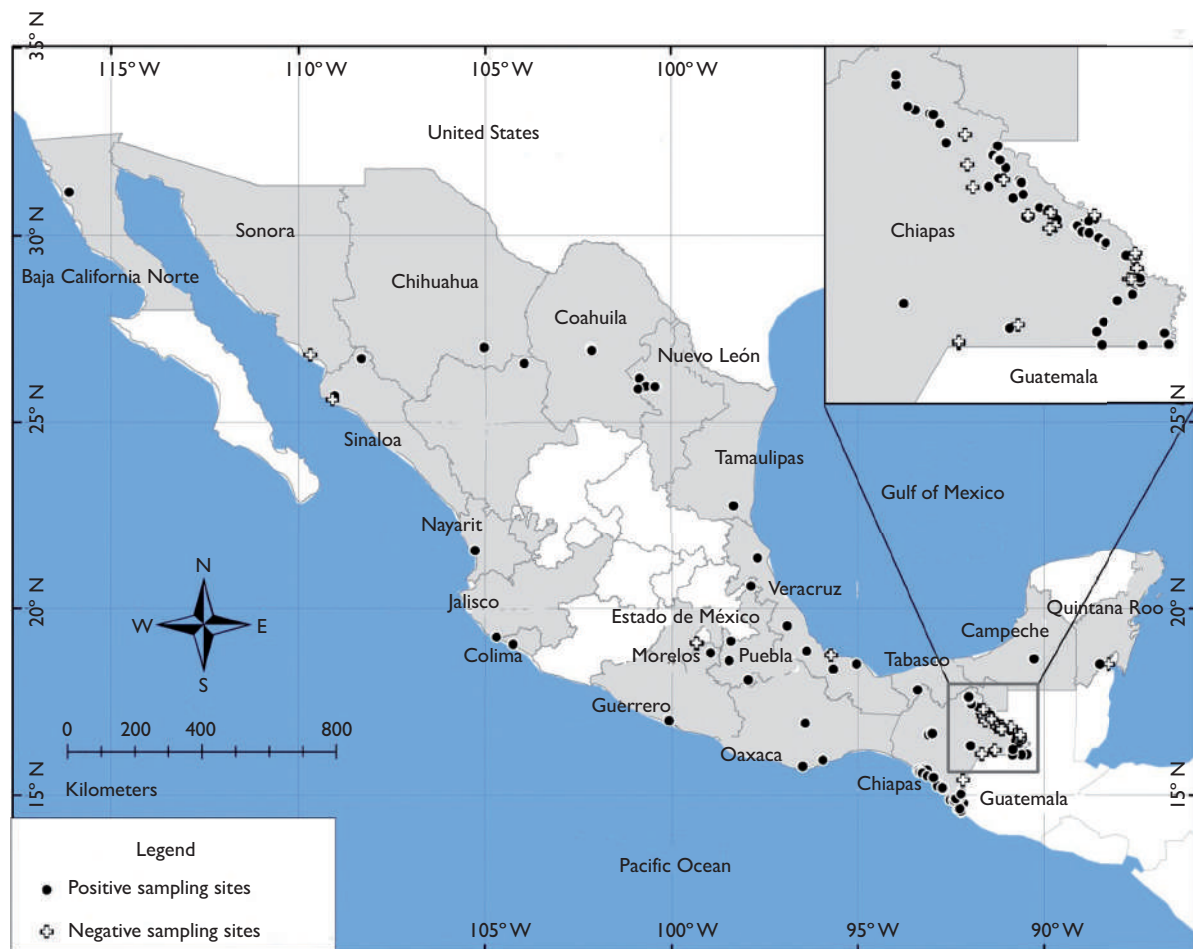 35° N
115° W
110° W
105° W
100° W
United States
30° N
Sonora
Baja California Norte
Chihuahua
Coahuila
Nuevo León
Chiapas
Guatemala
25° N
25° N
Sinaloa
Tamaulipas
Gulf of Mexico
Nayarit
N
W
E
S
Veracruz
20° N
20° N
Jalisco
Estado de México
Quintana Roo
Campeche
Colima
Morelos
Puebla
Tabasco
Guerrero
0 200 400 800
Kilometers
Oaxaca
Chiapas
Guatemala
15° N
15° N
Legend
Positive sampling sites
Negative sampling sites
Pacific Ocean
105° W
100° W
95° W
90° W